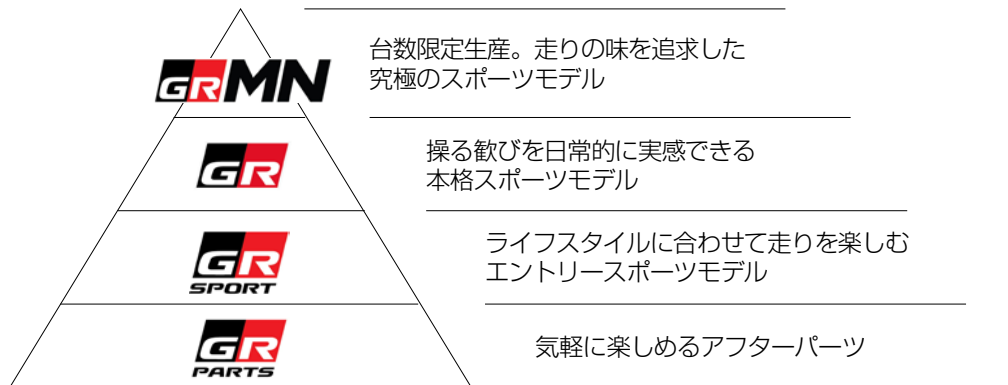 GRMN
台数限定生産。走りの味を追求した
究極のスポーツモデル
GR
操る歓びを日常的に実感できる
本格スポーツモデル
GR
SPORT
ライフスタイルに合わせて走りを楽しむ
エントリースポーツモデル
GR
PARTS
気軽に楽しめるアフターパーツ